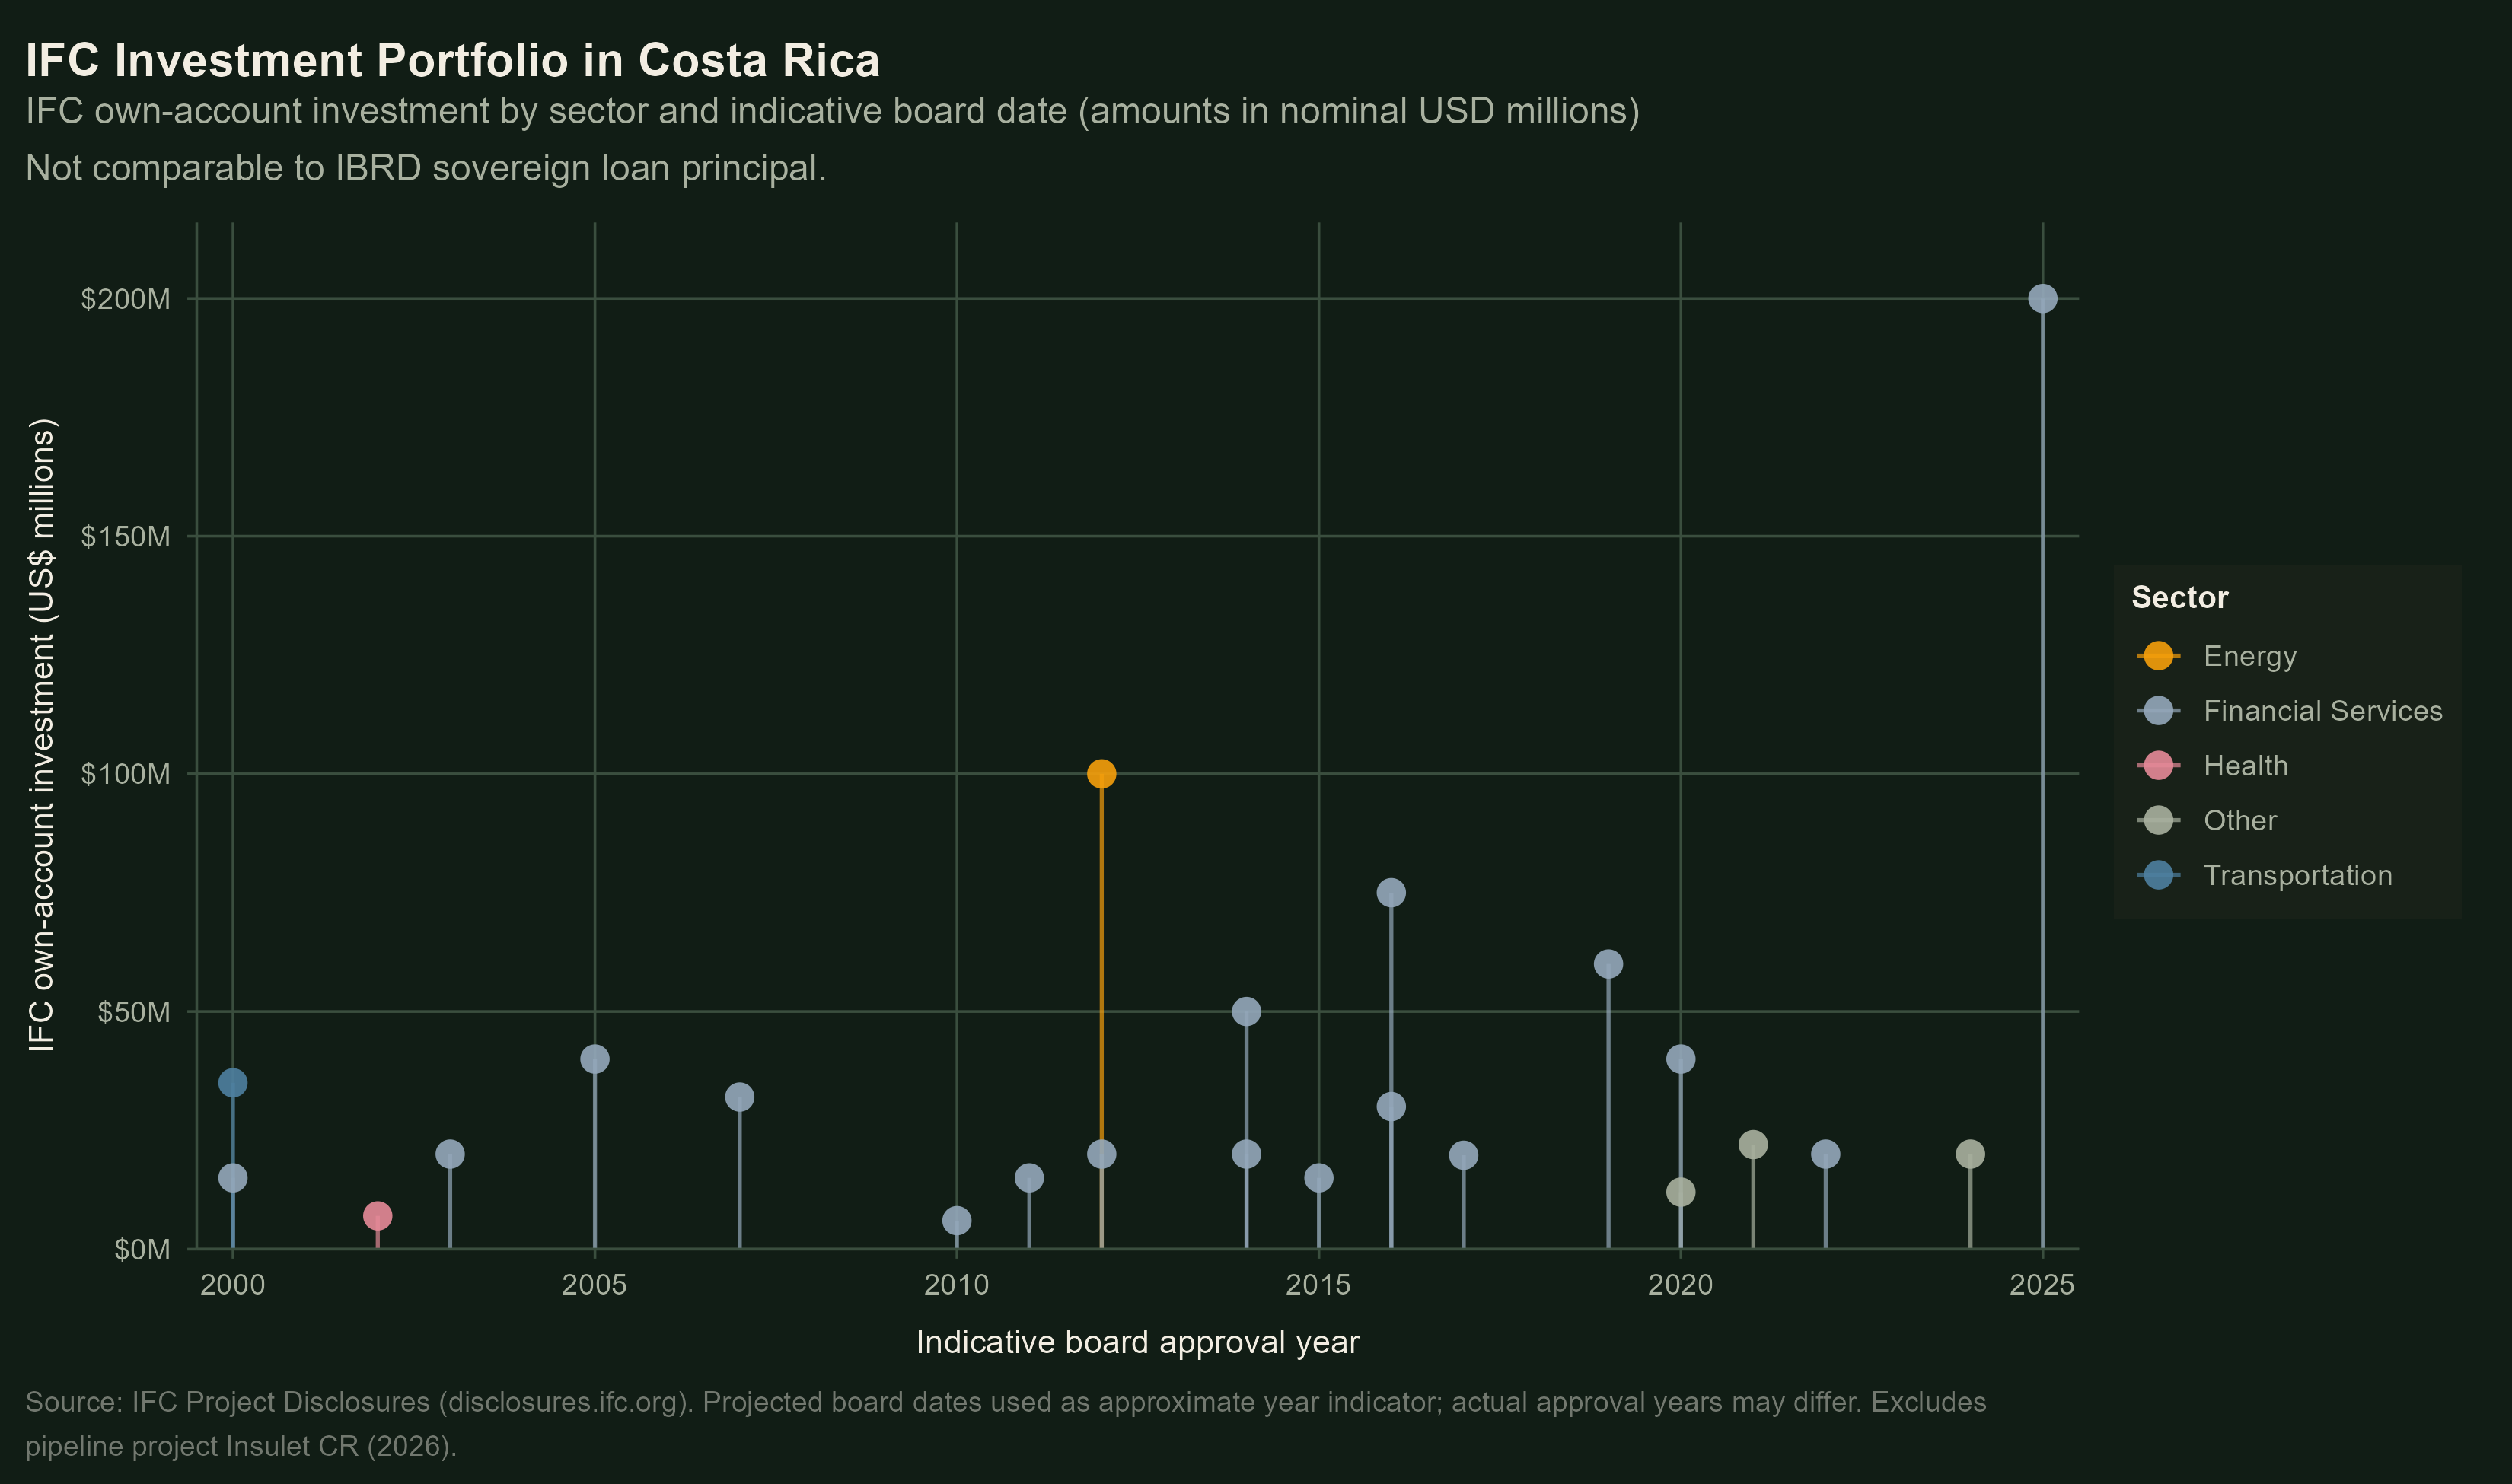 IFC Investment Portfolio in Costa Rica
IFC own-account investment by sector and indicative board date (amounts in nominal USD millions)
Not comparable to IBRD sovereign loan principal.
IFC own-account investment (US$ millions)
$200M
$150M
$100M
$50M
$0M
2000
2005
2010
2015
2020
2025
Indicative board approval year
Sector
Energy
Financial Services
Health
Other
Transportation
Source: IFC Project Disclosures (disclosures.ifc.org). Projected board dates used as approximate year indicator; actual approval years may differ. Excludes
pipeline project Insulet CR (2026).